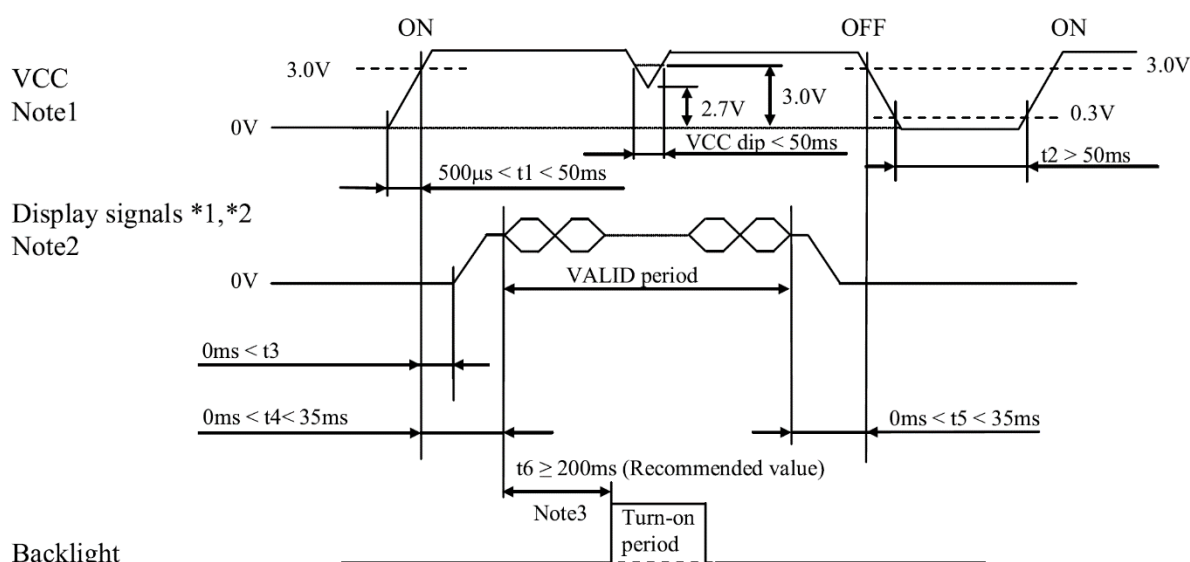 ON
OFF
ON
VCC
Note1
3.0V
3.0V
0V
2.7V
3.0V
0.3V
VCC dip < 50ms
t2 > 50ms
500μs < t1 < 50ms
Display signals *1,*2
Note2
0V
VALID period
0ms < t3
0ms < t4< 35ms
0ms < t5 < 35ms
t6 ≥ 200ms (Recommended value)
Note3
Turn-on
period
Backlight